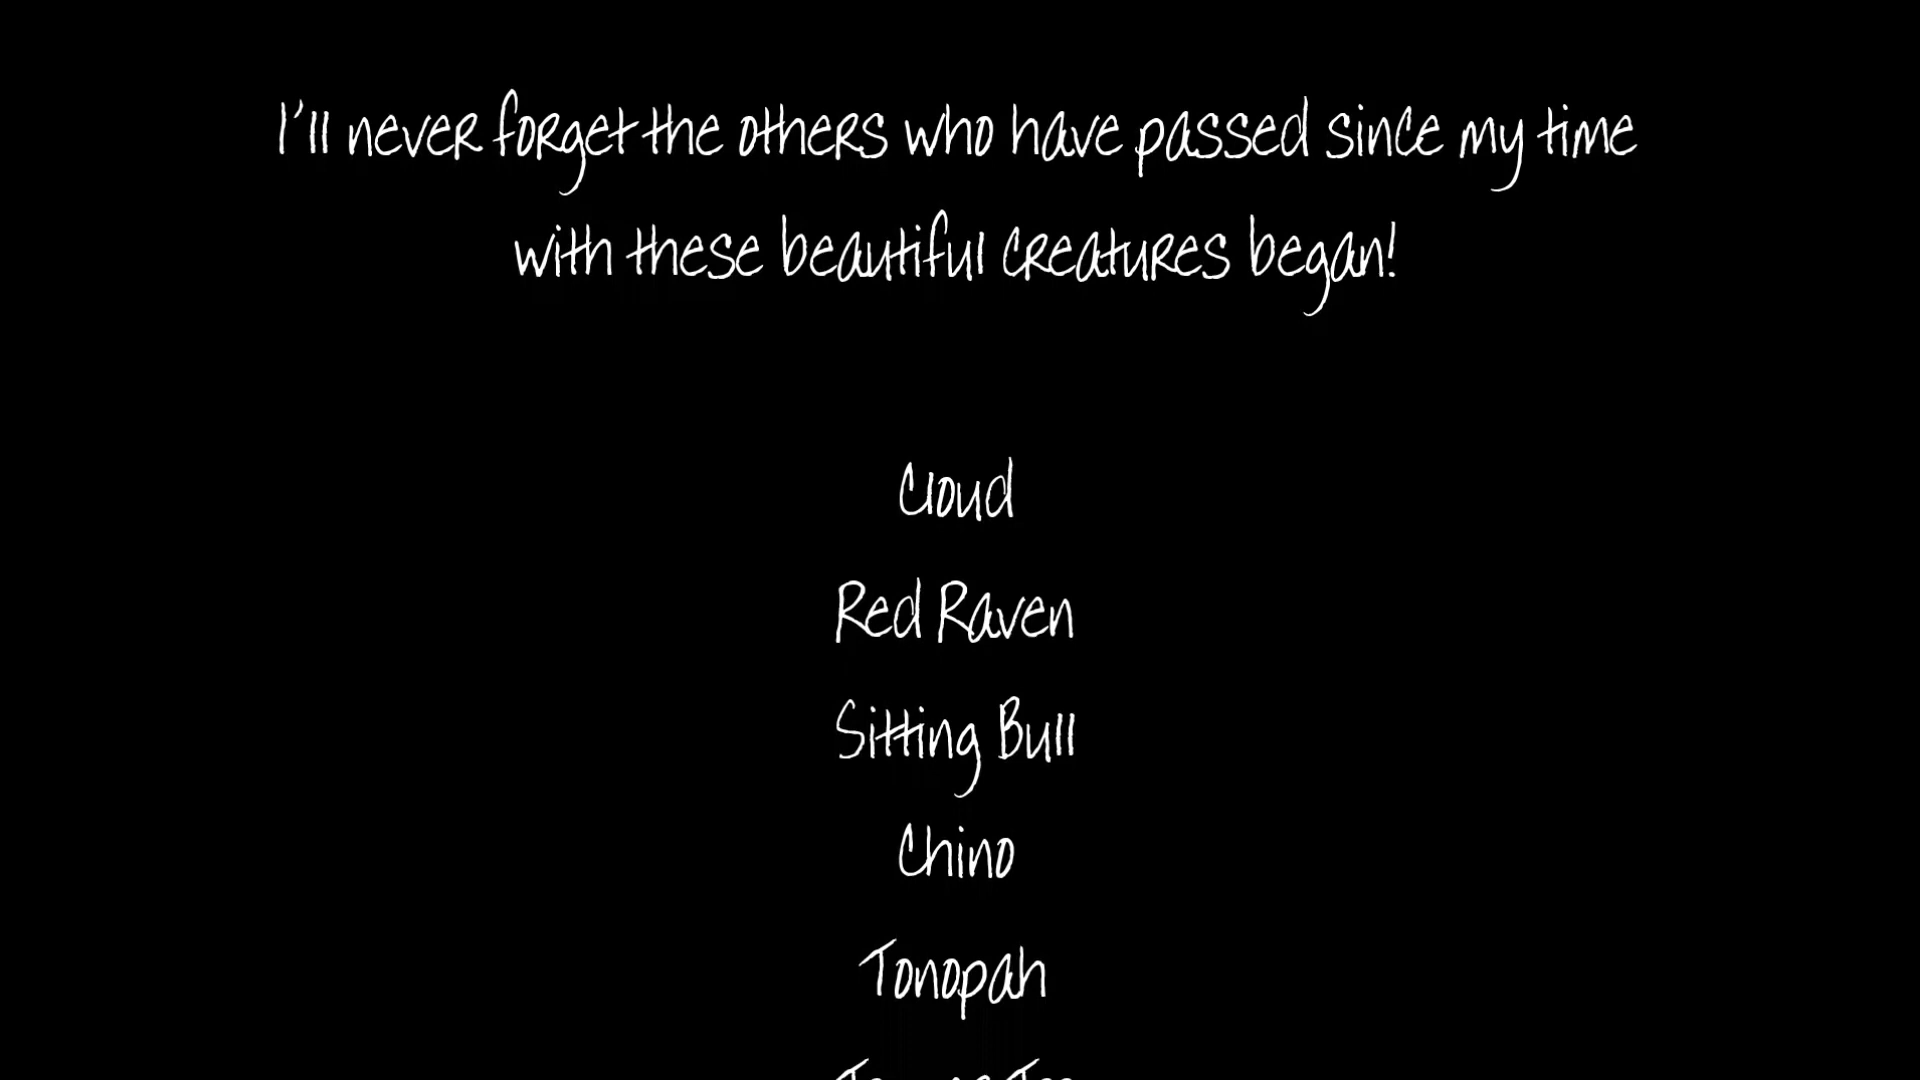 I'll never forget the others who have passed since my time
with these beautiful creatures began!
Cloud
Red Raven
Sitting Bull
Chino
Tonopah